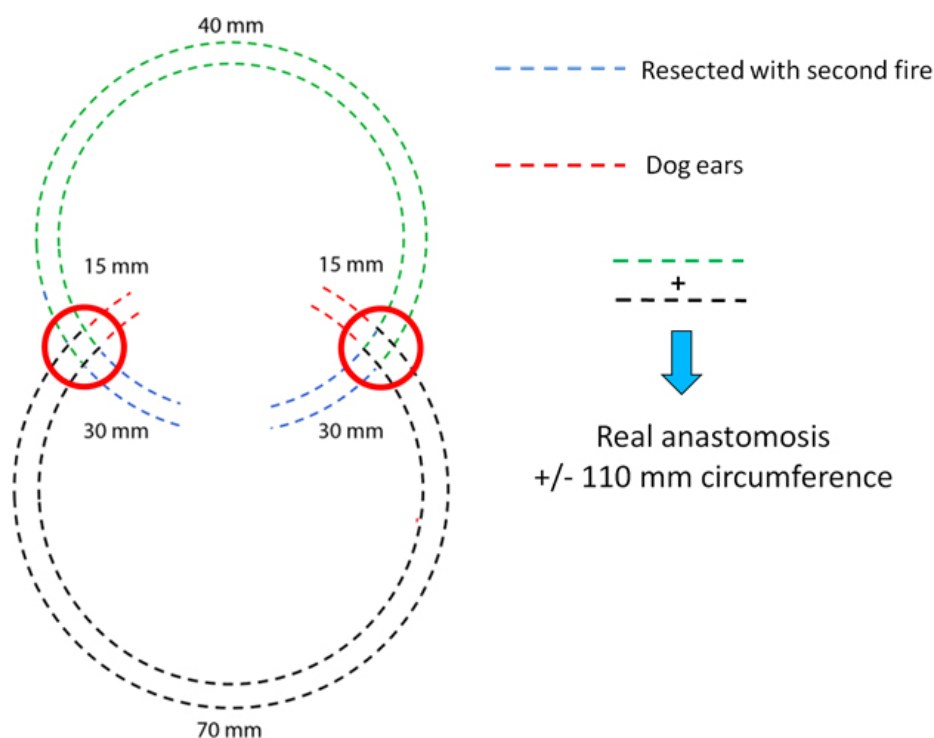 40 mm
Resected with second fire
Dog ears
15 mm
15 mm
+
30 mm
30 mm
Real anastomosis
+/- 110 mm circumference
70 mm